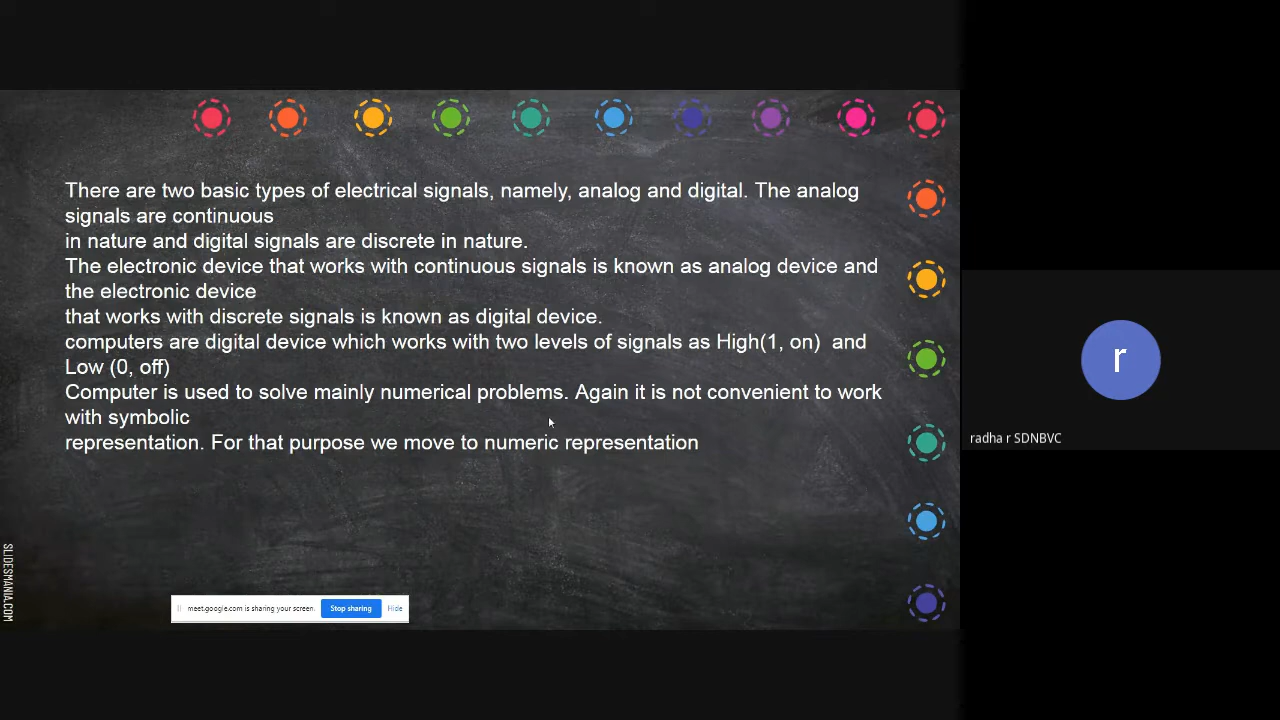 There are two basic types of electrical signals, namely, analog and digital. The analog
signals are continuous
in nature and digital signals are discrete in nature.
The electronic device that works with continuous signals is known as analog device and
the electronic device
that works with discrete signals is known as digital device.
computers are digital device which works with two levels of signals as High(1, on)  and
Low (0, off)
Computer is used to solve mainly numerical problems. Again it is not convenient to work
with symbolic
representation. For that purpose we move to numeric representation
SLIDESMANIA.COM
meet.google.com is sharing your screen. Stop sharing Hide
r
radha r SDNBVC